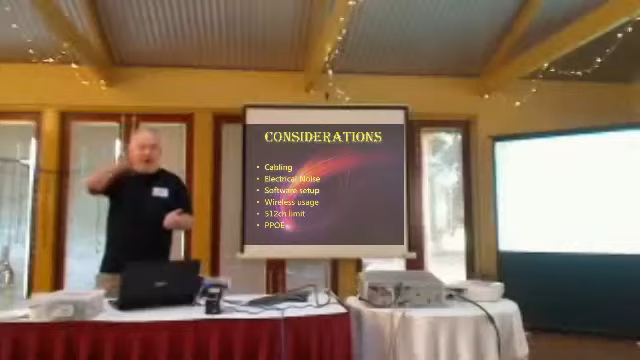 CONSIDERATIONS
• Cabling
• Electrical Noise
• Software setup
• Wireless usage
• 512ch limit
• PPOE